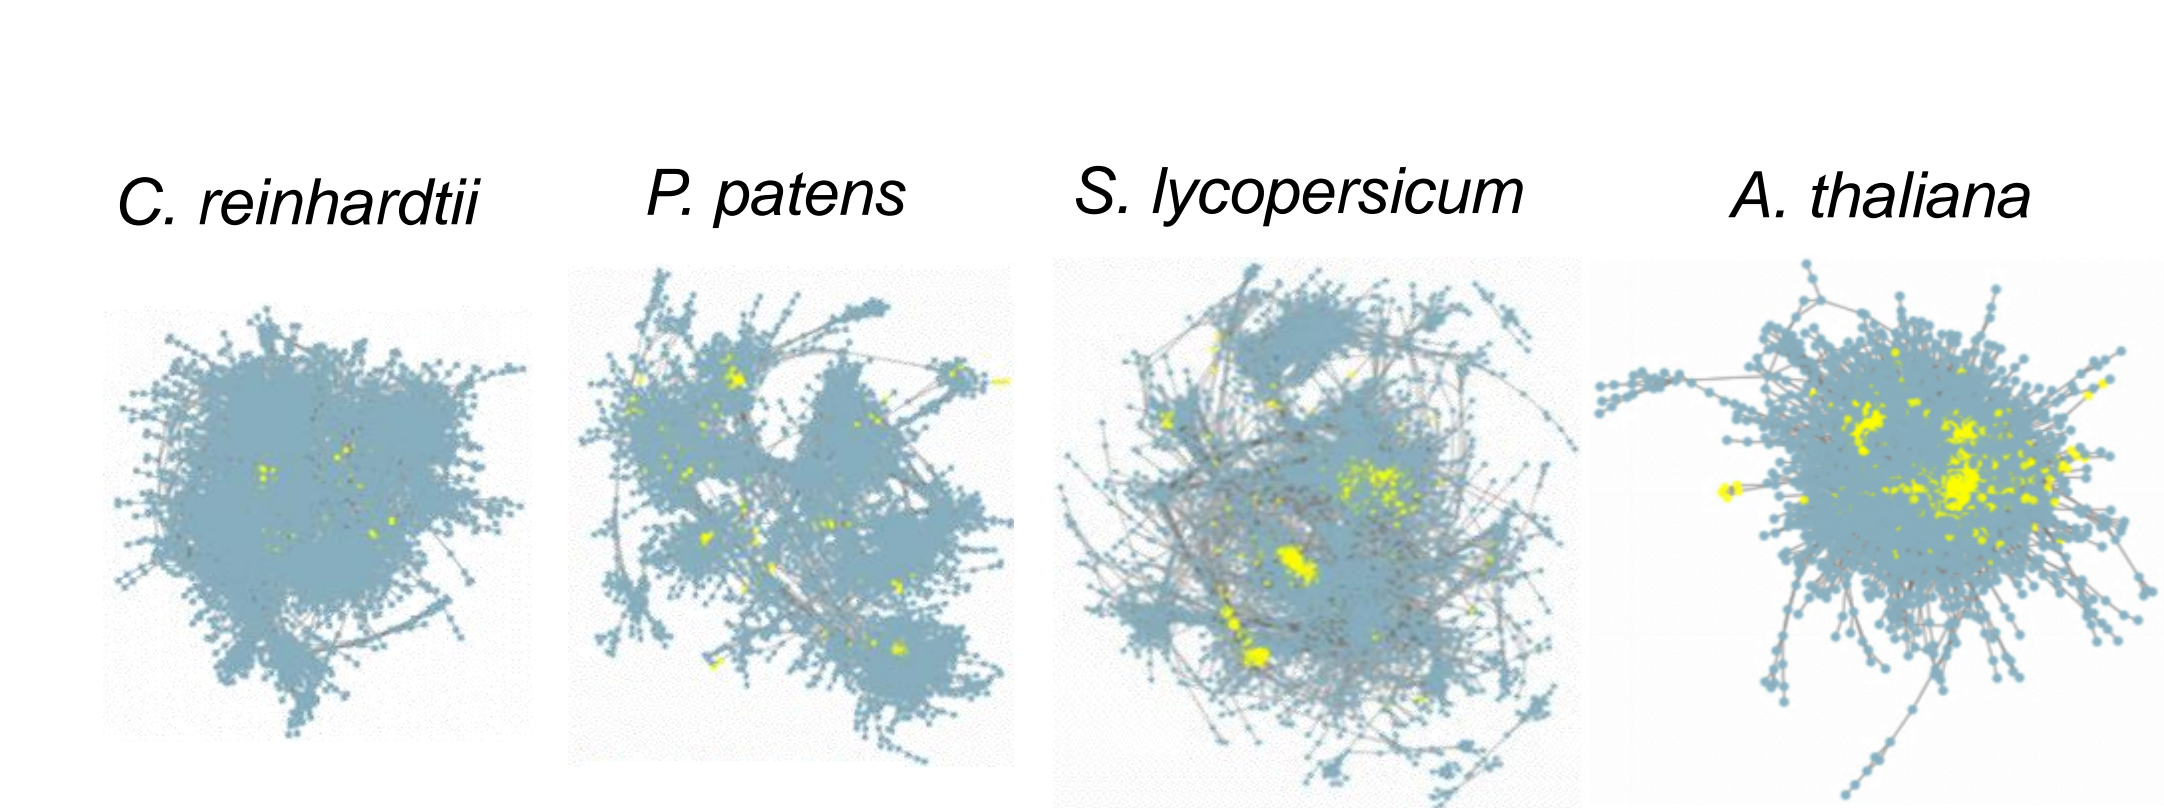 C. reinhardtii
P. patens
S. lycopersicum
A. thaliana